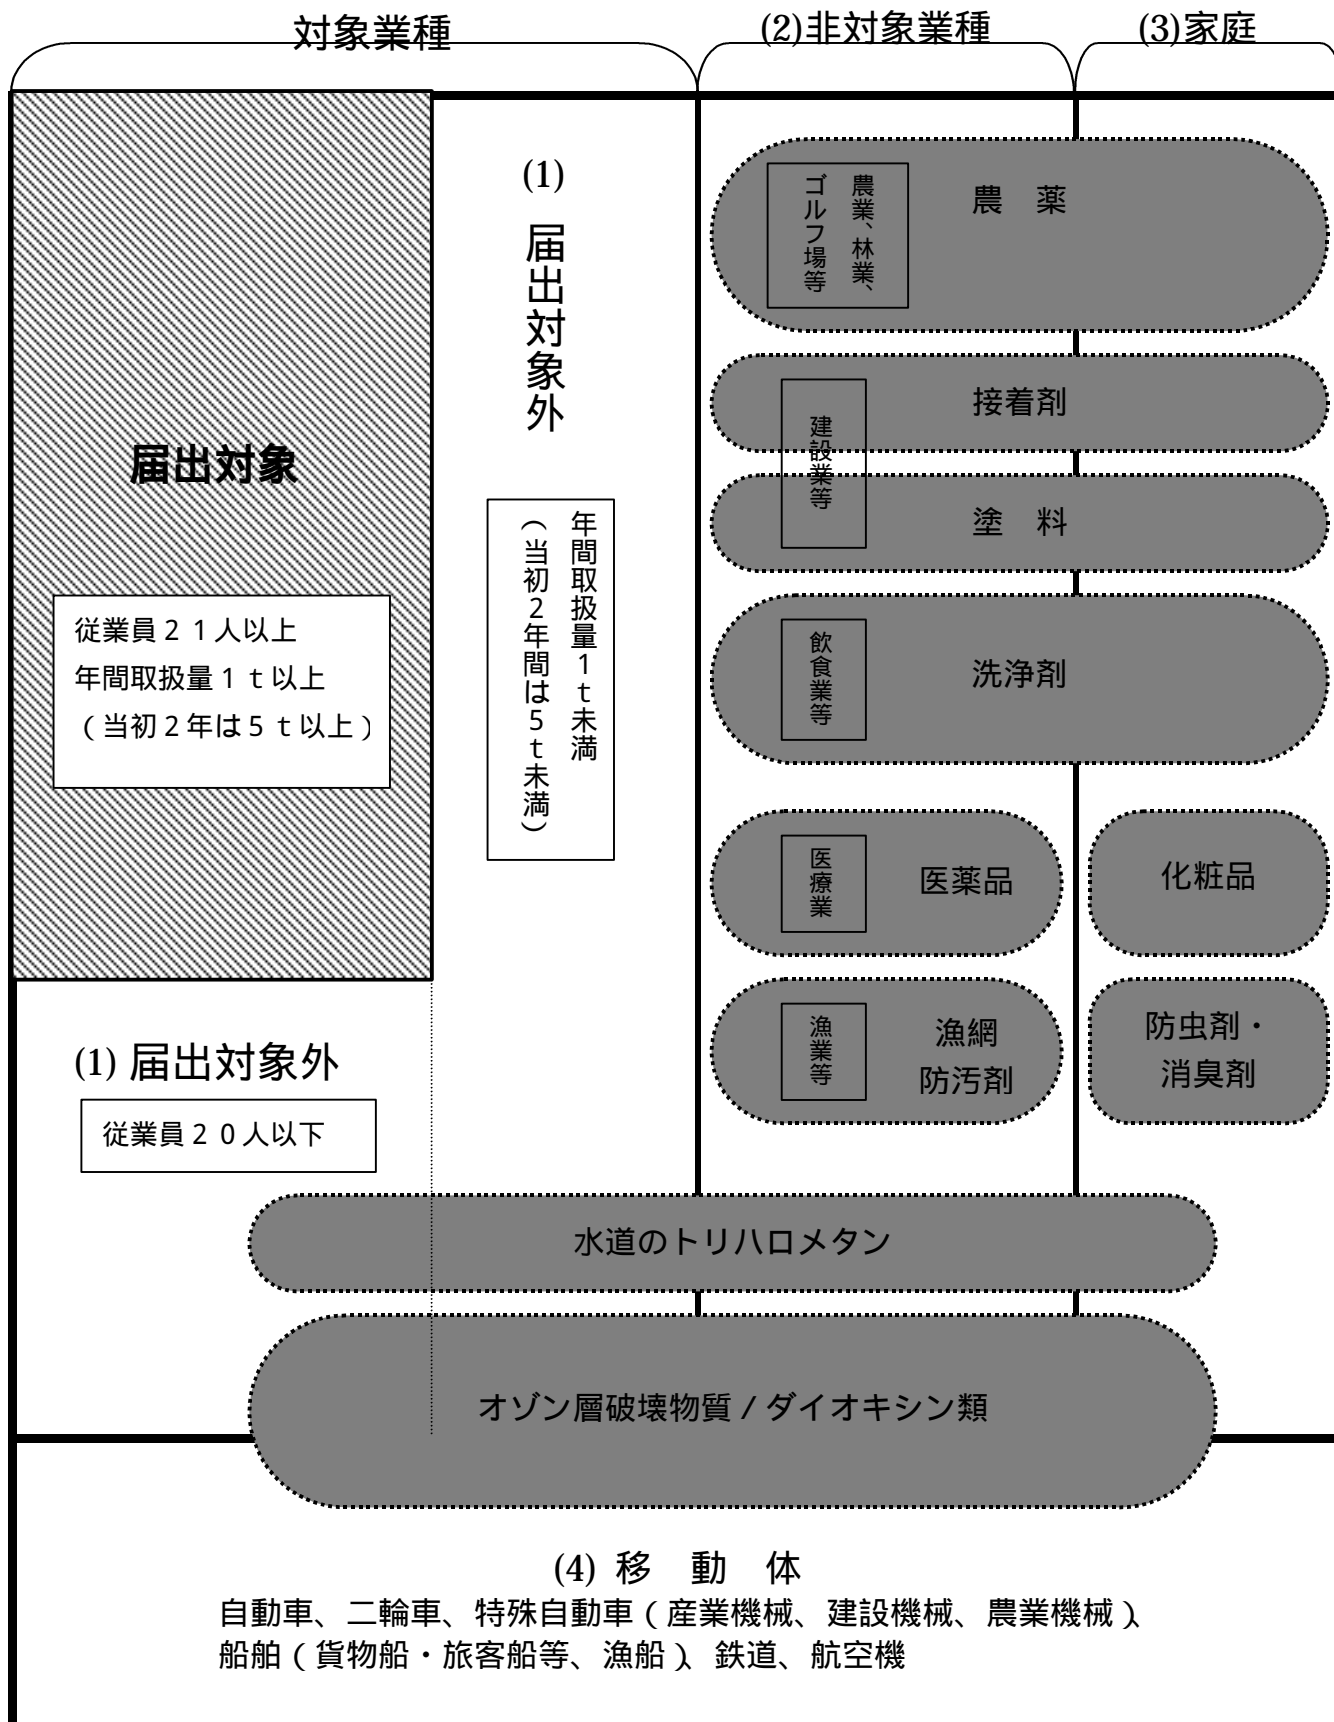 対象業種
(2)非対象業種
(3)家庭
届出対象
従業員２１人以上
年間取扱量１ｔ以上
（当初２年は５ｔ以上）
(1)
届出対象外
年間取扱量１ｔ未満
（当初２年間は５ｔ未満）
(1) 届出対象外
従業員２０人以下
農業、林業、
ゴルフ場等
農　薬
接着剤
建設業等
塗　料
飲食業等
洗浄剤
医療業
医薬品
化粧品
漁業等
漁網
防汚剤
防虫剤・
消臭剤
水道のトリハロメタン
オゾン層破壊物質／ダイオキシン類
(4) 移　動　体
自動車、二輪車、特殊自動車（産業機械、建設機械、農業機械）、
船舶（貨物船・旅客船等、漁船）、鉄道、航空機